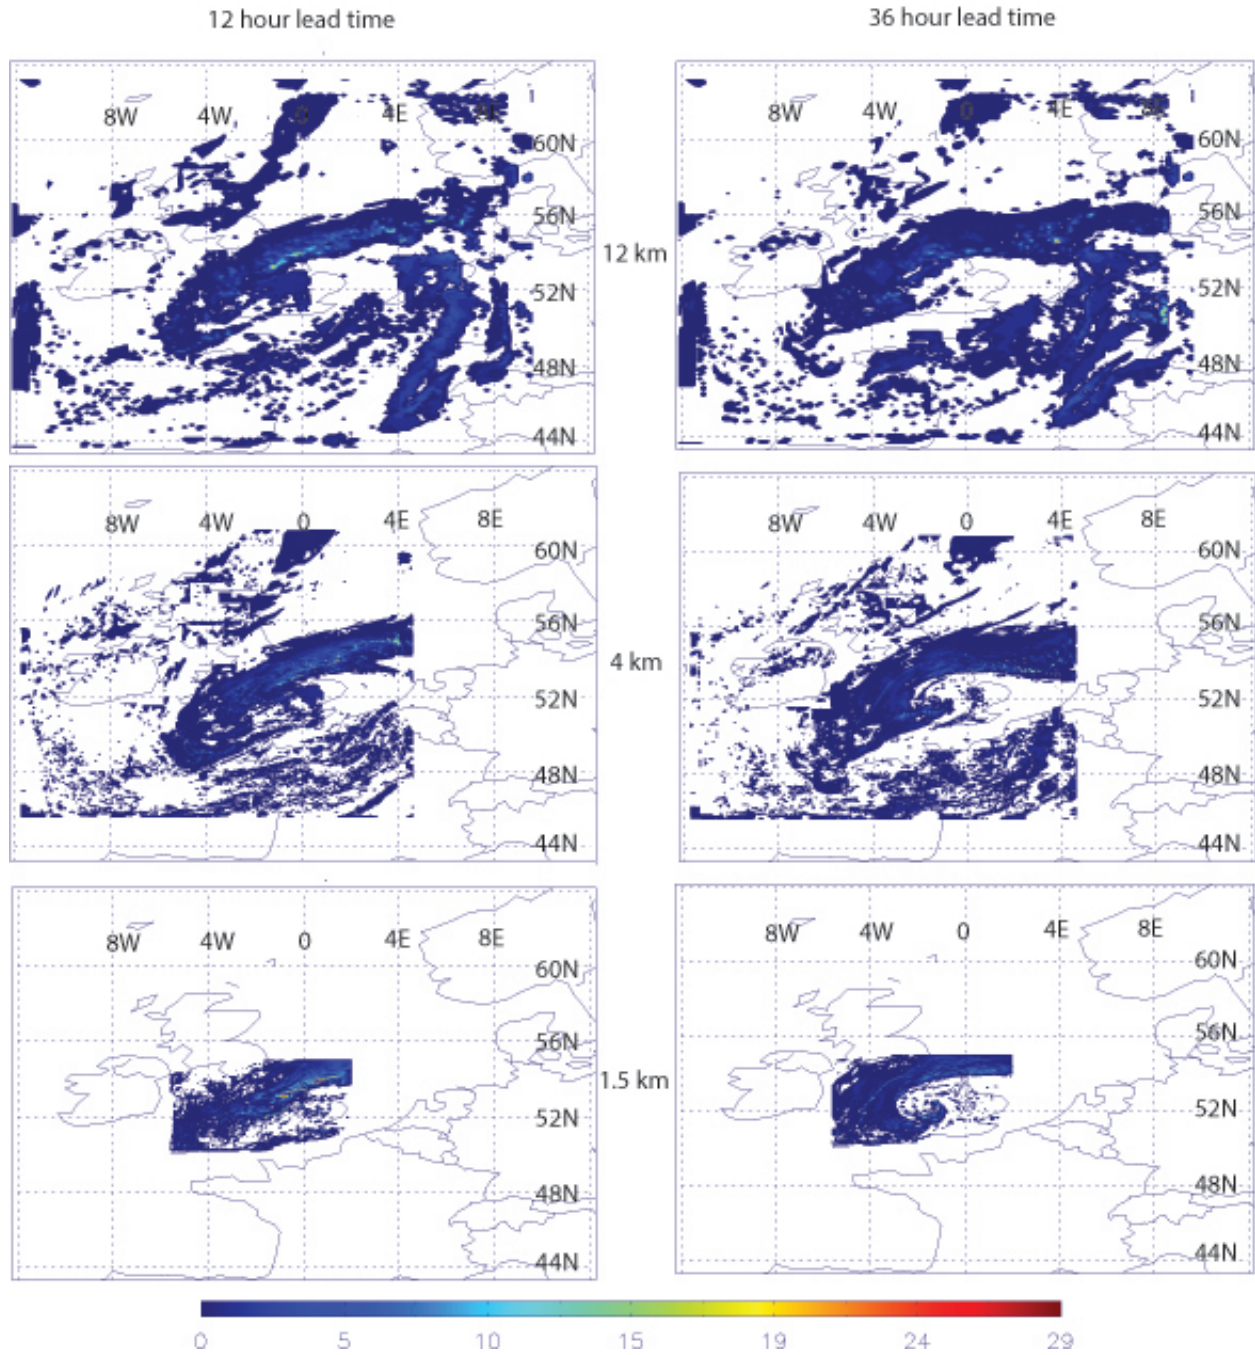 12 hour lead time 36 hour lead time
8W 4W 0 4E 8E 8W 4W 0 4E 8E
60N 60N
56N 56N
12 km
52N 52N
48N 48N
44N 44N
8W 4W 0 4E 8E 8W 4W 0 4E 8E
60N 60N
56N 56N
4 km
52N 52N
48N 48N
44N 44N
8W 4W 0 4E 8E 8W 4W 0 4E 8E
60N 60N
56N 56N
1.5 km
52N 52N
48N 48N
44N 44N
0 5 10 15 19 24 29